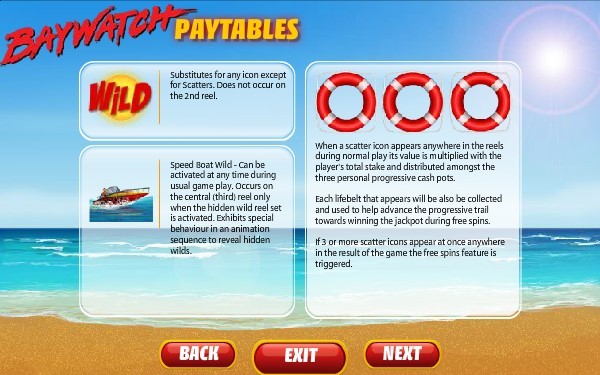 BAYWATCH PAYTABLES
WILD
Substitutes for any icon except
for Scatters. Does not occur on
the 2nd reel.
Speed Boat Wild - Can be
activated at any time during
usual game play. Occurs on
the central (third) reel only
when the hidden wild reel set
is activated. Exhibits special
behaviour in an animation
sequence to reveal hidden
wilds.
When a scatter icon appears anywhere in the reels
during normal play its value is multiplied with the
player's total stake and distributed amongst the
three personal progressive cash pots.
Each lifebelt that appears will be also be collected
and used to help advance the progressive trail
towards winning the jackpot during free spins.
If 3 or more scatter icons appear at once anywhere
in the result of the game the free spins feature is
triggered.
BACK
EXIT
NEXT